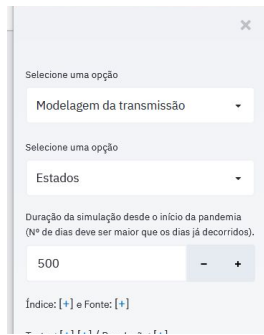 ×
Selecione uma opção
Modelagem da transmissão
Selecione uma opção
Estados
Duração da simulação desde o início da pandemia
(Nº de dias deve ser maior que os dias já decorridos).
500 - +
Índice: [+] e Fonte: [+]